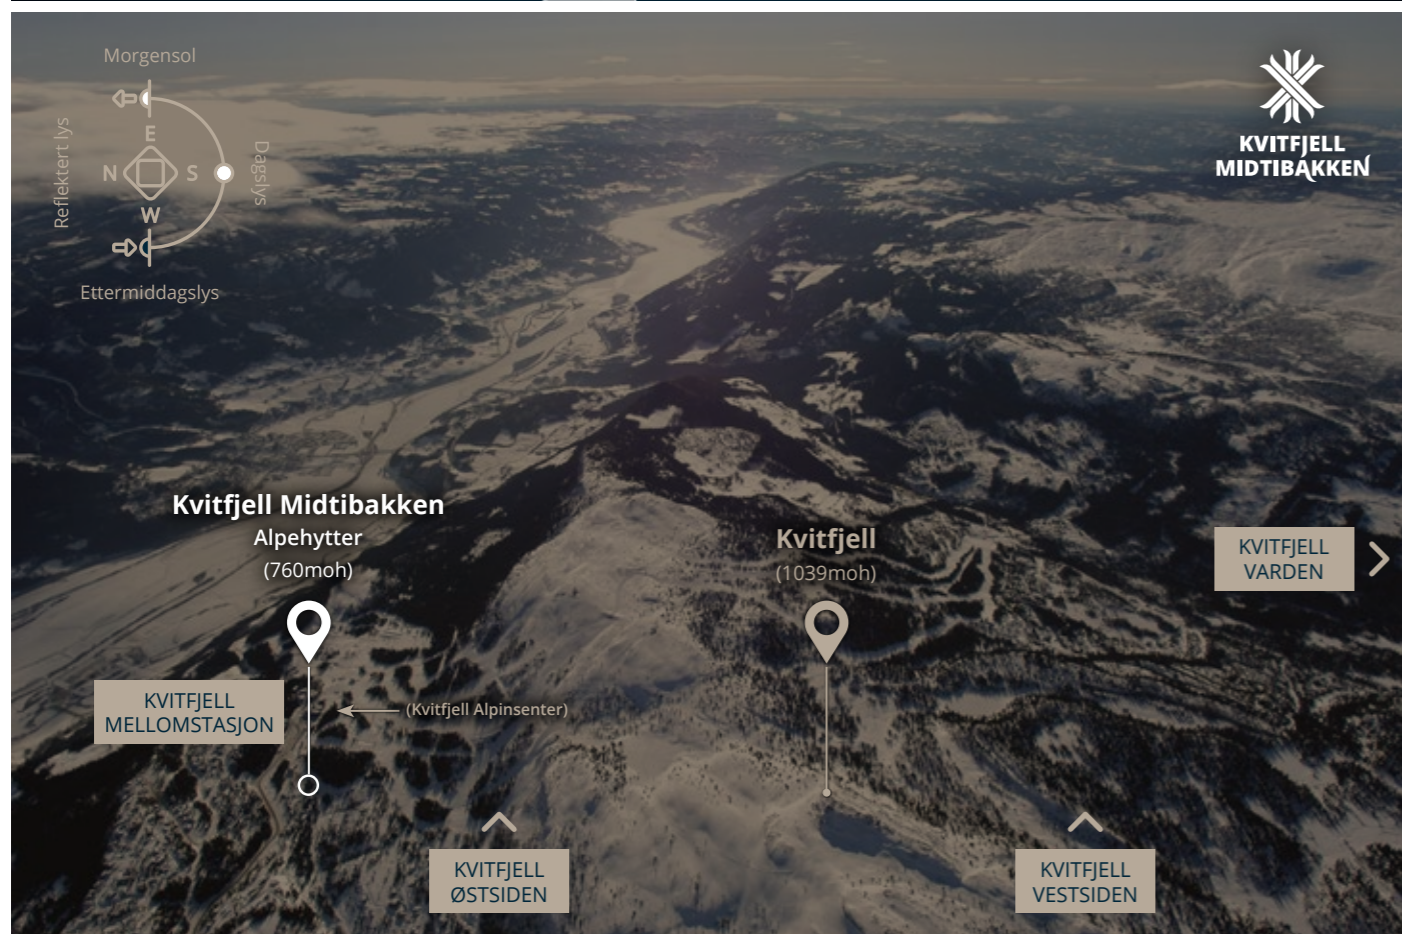 Morgensol
Reflektert lys
E
N
S
W
Dagslys
Ettermiddagslys
KVITFJELL
MIDTIBAKKEN
Kvitfjell Midtibakken
Alpehytter
(760moh)
Kvitfjell
(1039moh)
KVITFJELL
VARDEN
KVITFJELL
MELLOMSTASJON
(Kvitfjell Alpinsenter)
KVITFJELL
ØSTSIDEN
KVITFJELL
VESTSIDEN